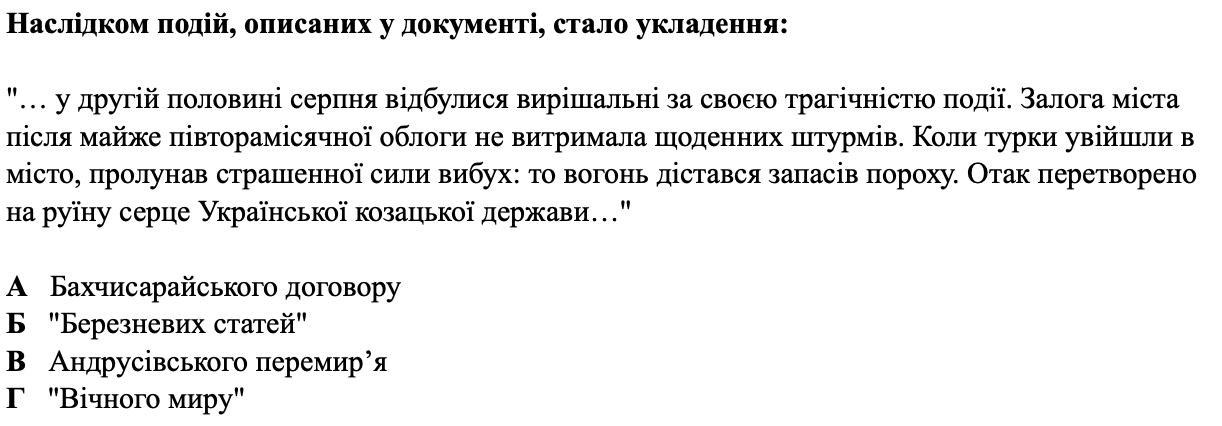 Наслідком подій, описаних у документі, стало укладення:
"… у другій половині серпня відбулися вирішальні за своєю трагічністю події. Залога міста
після майже півторамісячної облоги не витримала щоденних штурмів. Коли турки увійшли в
місто, пролунав страшенної сили вибух: то вогонь дістався запасів пороху. Отак перетворено
на руїну серце Української козацької держави…"
А Бахчисарайського договору
Б "Березневих статей"
В Андрусівського перемир’я
Г "Вічного миру"